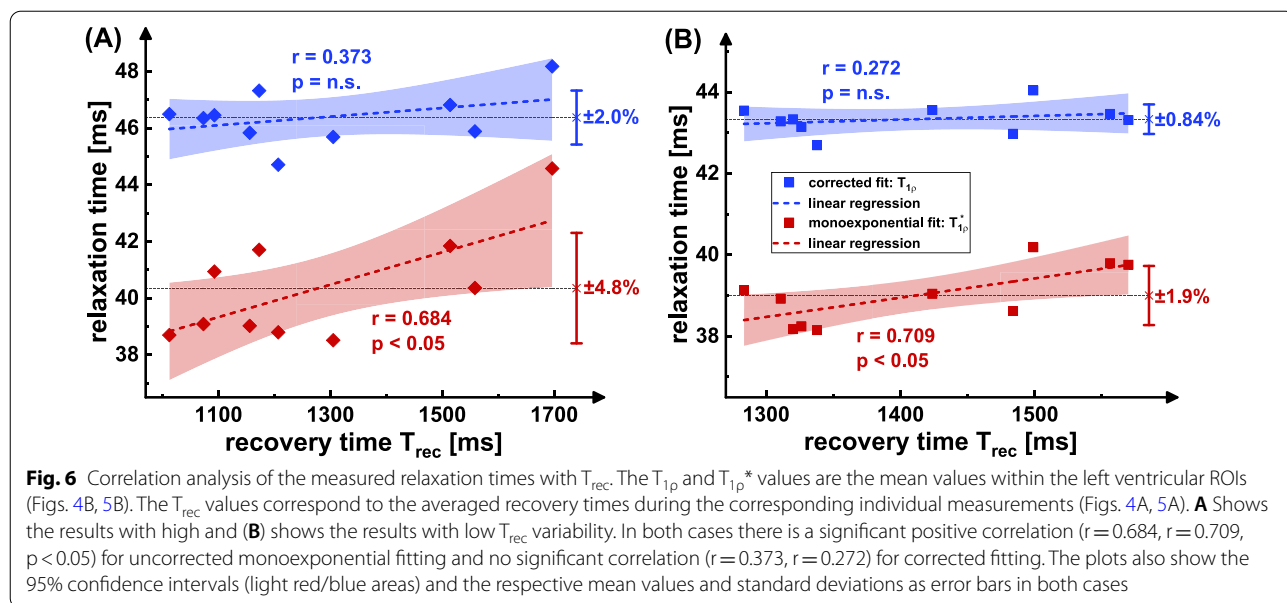 (A)
48
46
44
42
40
38
relaxation time [ms]
r = 0.373
p = n.s.
±2.0%
±4.8%
r = 0.684
p < 0.05
1100
1300
1500
1700
recovery time Trec [ms]
(B)
44
42
40
38
relaxation time [ms]
r = 0.272
p = n.s.
±0.84%
corrected fit: T1ρ
linear regression
monoexponential fit: T1ρ*
linear regression
±1.9%
r = 0.709
p < 0.05
1300
1400
1500
recovery time Trec [ms]
Fig. 6 Correlation analysis of the measured relaxation times with Trec. The T1ρ and T1ρ* values are the mean values within the left ventricular ROIs
(Figs. 4B, 5B). The Trec values correspond to the averaged recovery times during the corresponding individual measurements (Figs. 4A, 5A). A Shows
the results with high and (B) shows the results with low Trec variability. In both cases there is a significant positive correlation (r = 0.684, r = 0.709,
p < 0.05) for uncorrected monoexponential fitting and no significant correlation (r = 0.373, r = 0.272) for corrected fitting. The plots also show the
95% confidence intervals (light red/blue areas) and the respective mean values and standard deviations as error bars in both cases